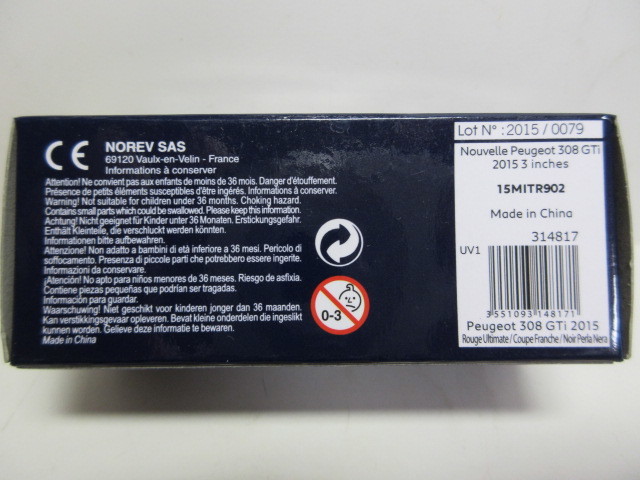 CE
NOREV SAS
69120 Vaulx-en-Velin - France
Informations à conserver
Attention! Ne convient pas aux enfants de moins de 36 mois. Danger d'étouffement.
Présence de petits éléments susceptibles d'être ingérés. Informations à conserver.
Warning! Not suitable for children under 36 months. Choking hazard.
Contains small parts which could be swallowed. Please keep this information.
Achtung! Nicht geeignet für Kinder unter 36 Monaten. Erstickungsgefahr.
Enthält Kleinteile, die verschluckt werden könnten.
Informationen bitte aufbewahren.
Attenzione! Non adatto a bambini di età inferiore a 36 mesi. Pericolo di
soffocamento. Presenza di piccole parti che potrebbero essere ingerite.
Informazioni da conservare.
¡Atención! No apto para niños menores de 36 meses. Riesgo de asfixia.
Contiene piezas pequeñas que podrían ser tragadas.
Información para guardar.
Waarschuwing! Niet geschikt voor kinderen jonger dan 36 maanden.
Kan verstikkingsgevaar opleveren. Bevat kleine onderdelen die ingeslikt
kunnen worden. Gelieve deze informatie te bewaren.
Made in China
0-3
Lot N° : 2015 / 0079
Nouvelle Peugeot 308 GTi
2015 3 inches
15MITR902
Made in China
314817
UV1
3551093148171
Peugeot 308 GTi 2015
Rouge Ultimate / Coupe Franche / Noir Perla Nera